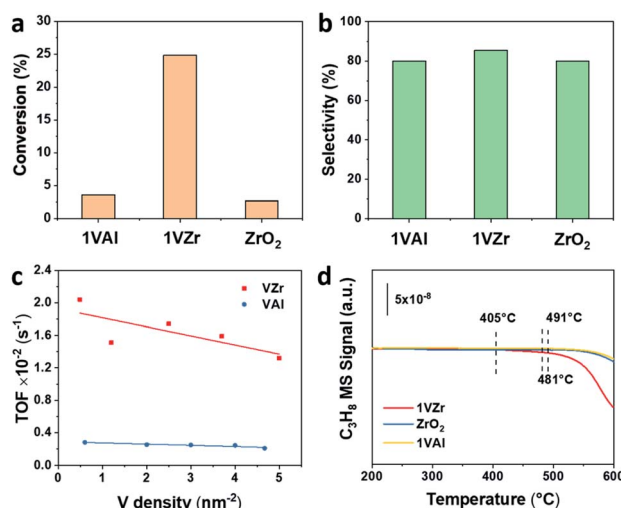 a
30
25
20
15
10
5
0
Conversion (%)
1VAl 1VZr ZrO₂
b
100
80
60
40
20
0
Selectivity (%)
1VAl 1VZr ZrO₂
c
2.4
2.0
1.6
1.2
0.8
0.4
0.0
TOF ×10⁻² (s⁻¹)
VZr
VAl
0 1 2 3 4 5
V density (nm⁻²)
d
C₃H₈ MS Signal (a.u.)
5x10⁻⁸
405°C
491°C
481°C
1VZr
ZrO₂
1VAl
200 300 400 500 600
Temperature (°C)